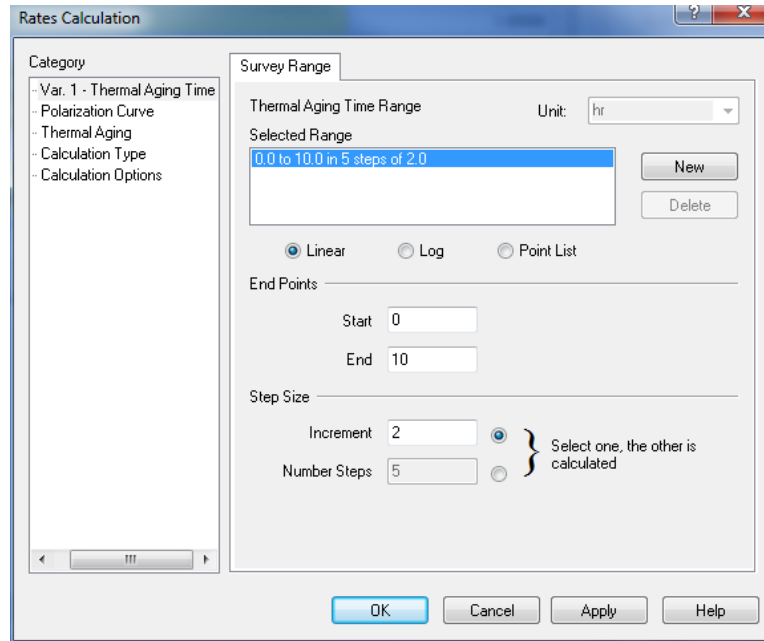 Rates Calculation
?
X
Category
Var. 1 - Thermal Aging Time
Polarization Curve
Thermal Aging
Calculation Type
Calculation Options
Survey Range
Thermal Aging Time Range
Unit: hr
Selected Range
0.0 to 10.0 in 5 steps of 2.0
New
Delete
Linear Log Point List
End Points
Start 0
End 10
Step Size
Increment 2
Number Steps 5
} Select one, the other is
calculated
OK Cancel Apply Help